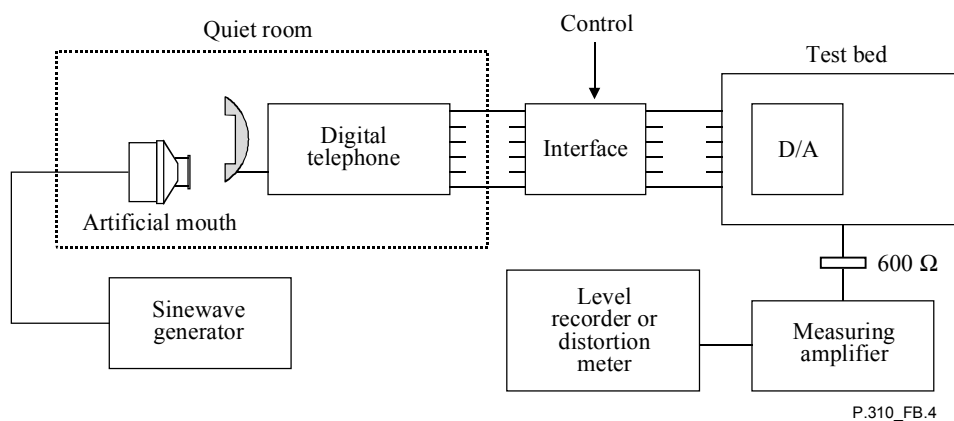 Quiet room
Control
Test bed
Digital
telephone
Interface
D/A
Artificial mouth
600 Ω
Sinewave
generator
Level
recorder or
distortion
meter
Measuring
amplifier
P.310_FB.4